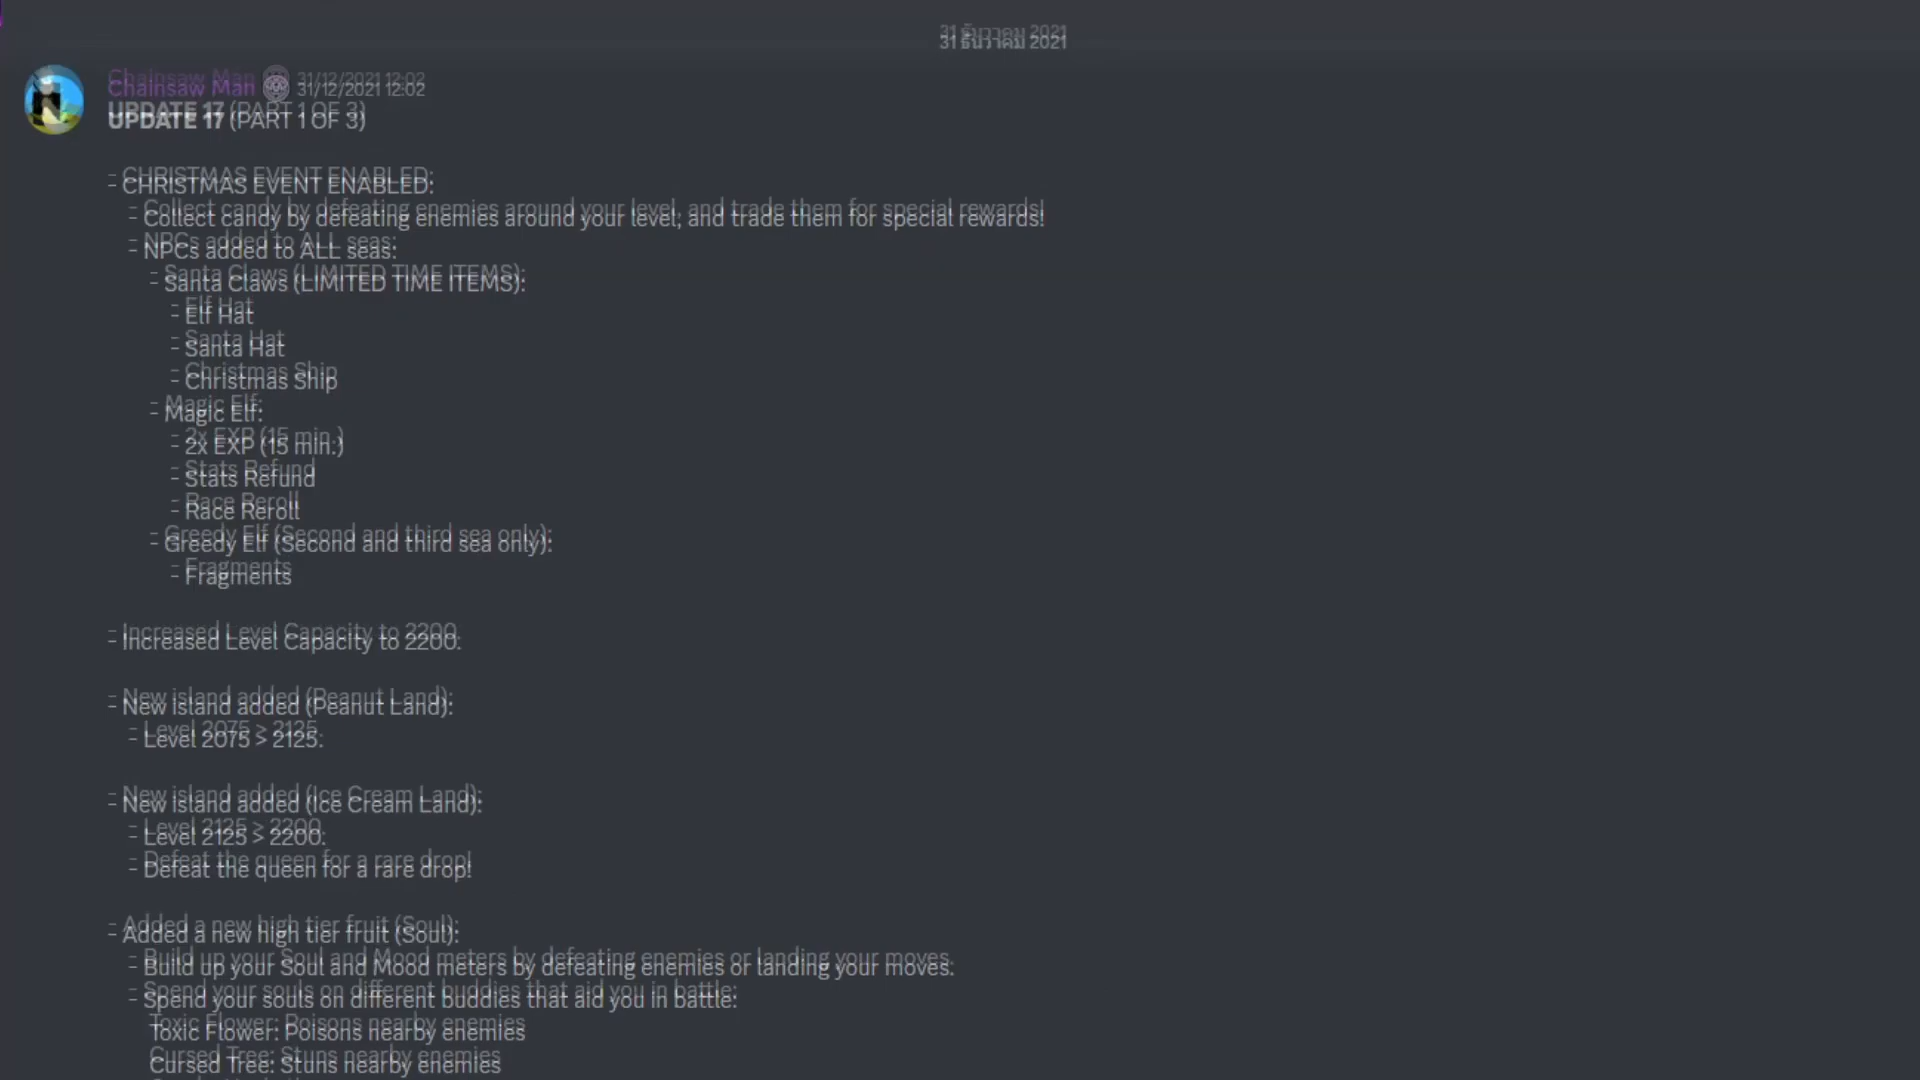 31 ธันวาคม 2021
Chainsaw Man 31/12/2021 12:02
UPDATE 17 (PART 1 OF 3)
- CHRISTMAS EVENT ENABLED:
- Collect candy by defeating enemies around your level, and trade them for special rewards!
- NPCs added to ALL seas:
- Santa Claws (LIMITED TIME ITEMS):
- Elf Hat
- Santa Hat
- Christmas Ship
- Magic Elf:
- 2x EXP (15 min.)
- Stats Refund
- Race Reroll
- Greedy Elf (Second and third sea only):
- Fragments
- Increased Level Capacity to 2200.
- New island added (Peanut Land):
- Level 2075 > 2125.
- New island added (Ice Cream Land):
- Level 2125 > 2200.
- Defeat the queen for a rare drop!
- Added a new high tier fruit (Soul):
- Build up your Soul and Mood meters by defeating enemies or landing your moves.
- Spend your souls on different buddies that aid you in battle:
Toxic Flower: Poisons nearby enemies
Cursed Tree: Stuns nearby enemies